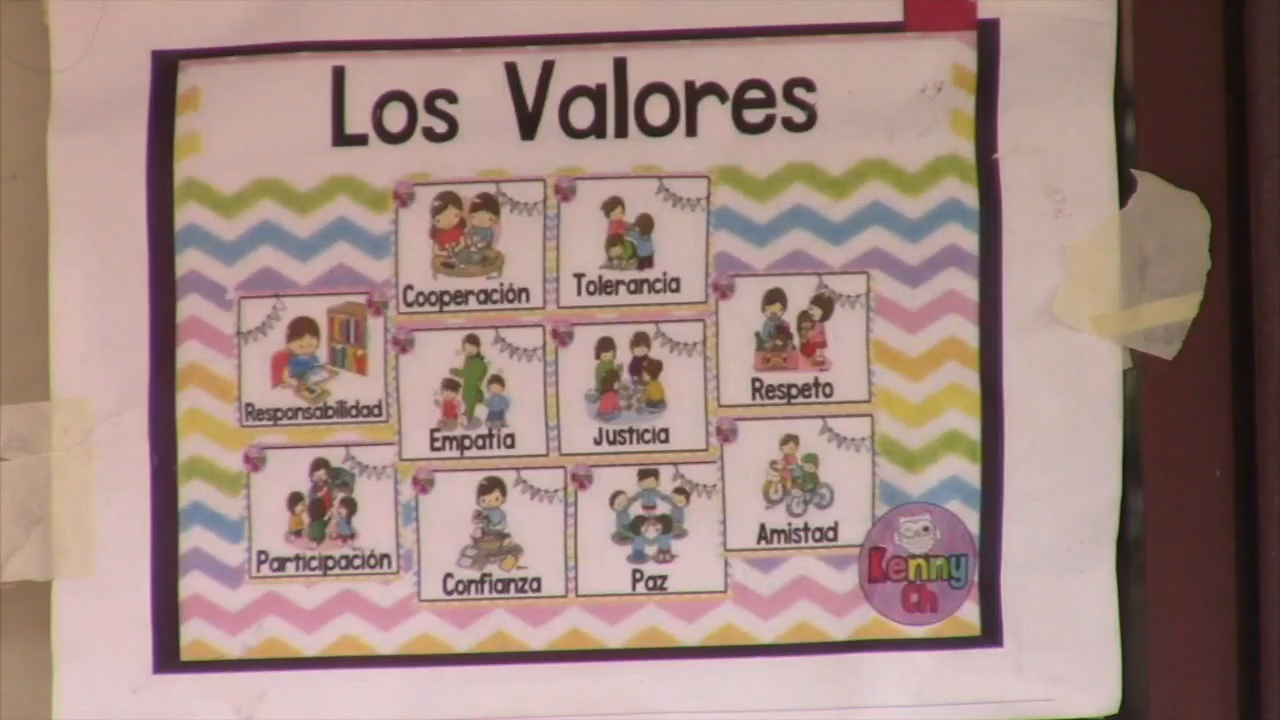 Los Valores
Cooperación
Tolerancia
Responsabilidad
Empatía
Justicia
Respeto
Participación
Confianza
Paz
Amistad
Kenny
Ch